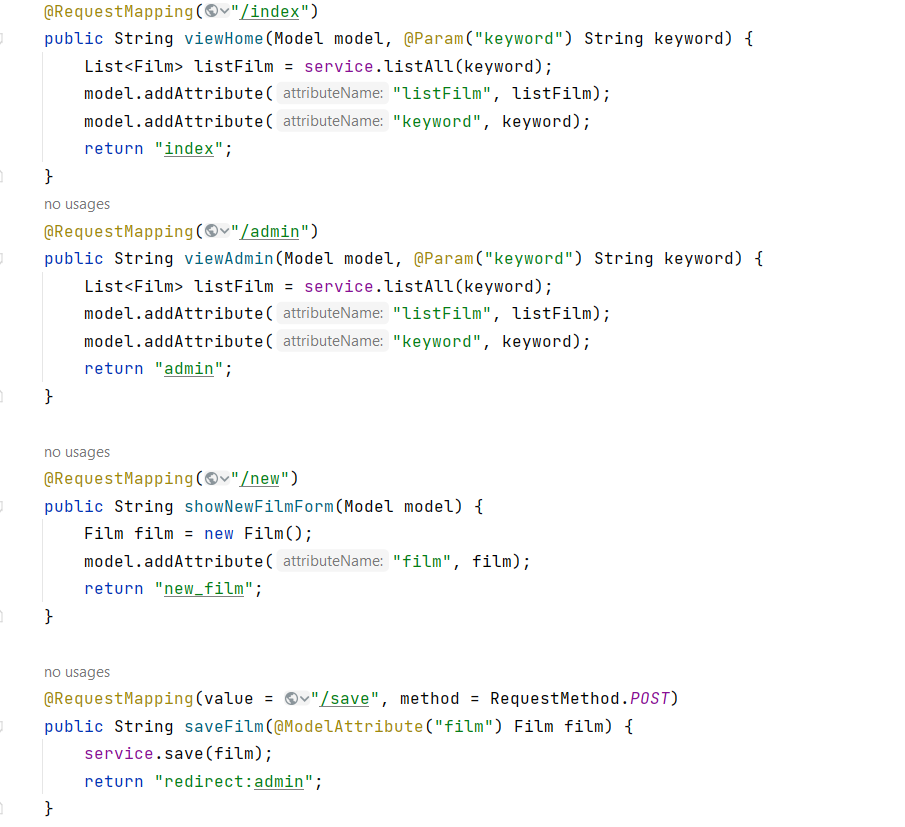 @RequestMapping("/index")
public String viewHome(Model model, @Param("keyword") String keyword) {
    List<Film> listFilm = service.listAll(keyword);
    model.addAttribute( attributeName: "listFilm", listFilm);
    model.addAttribute( attributeName: "keyword", keyword);
    return "index";
}
no usages
@RequestMapping("/admin")
public String viewAdmin(Model model, @Param("keyword") String keyword) {
    List<Film> listFilm = service.listAll(keyword);
    model.addAttribute( attributeName: "listFilm", listFilm);
    model.addAttribute( attributeName: "keyword", keyword);
    return "admin";
}
no usages
@RequestMapping("/new")
public String showNewFilmForm(Model model) {
    Film film = new Film();
    model.addAttribute( attributeName: "film", film);
    return "new_film";
}
no usages
@RequestMapping(value = "/save", method = RequestMethod.POST)
public String saveFilm(@ModelAttribute("film") Film film) {
    service.save(film);
    return "redirect:admin";
}